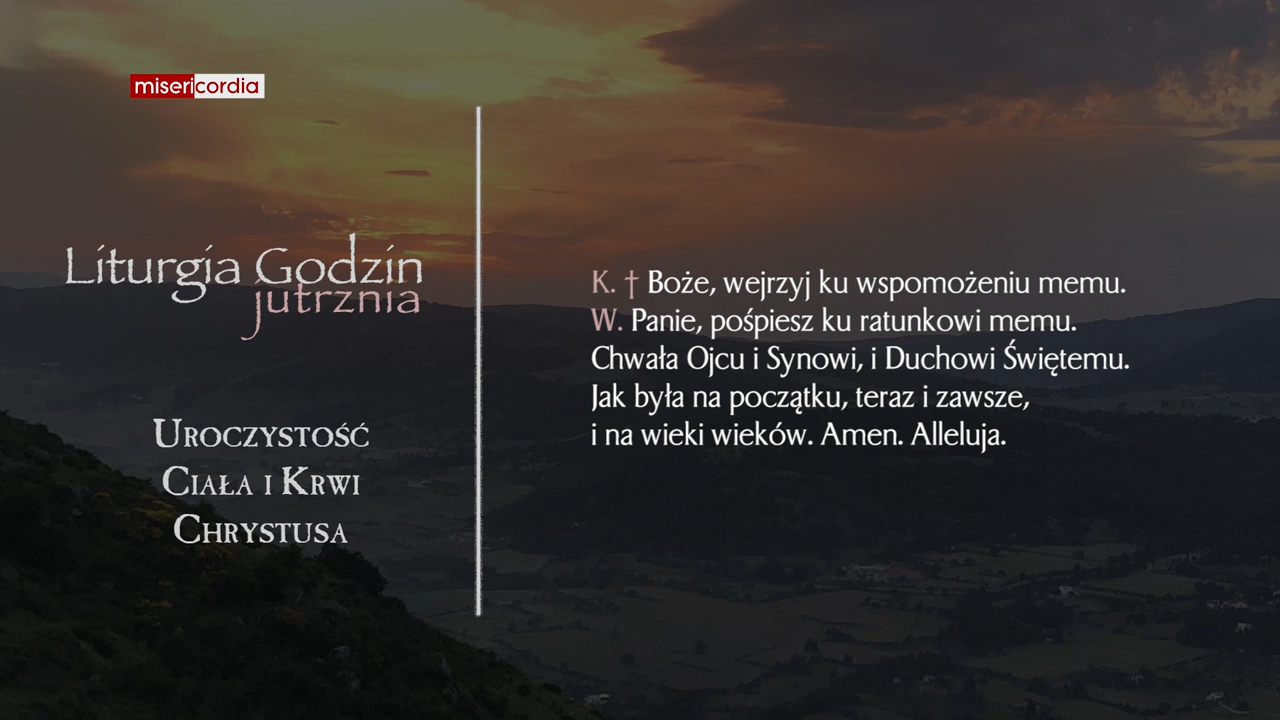 misericordia
Liturgia Godzin
jutrznia
Uroczystość
Ciała i Krwi
Chrystusa
K. † Boże, wejrzyj ku wspomożeniu memu.
W. Panie, pośpiesz ku ratunkowi memu.
Chwała Ojcu i Synowi, i Duchowi Świętemu.
Jak była na początku, teraz i zawsze,
i na wieki wieków. Amen. Alleluja.